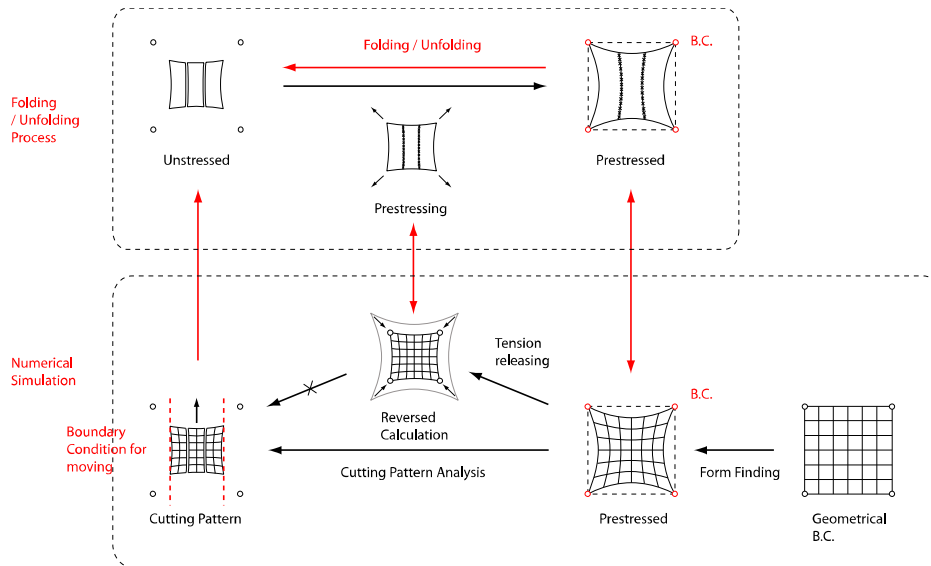 Folding / Unfolding
B.C.
Folding
/ Unfolding
Process
Unstressed
Prestressing
Prestressed
Numerical
Simulation
Tension
releasing
Reversed
Calculation
B.C.
Boundary
Condition for
moving
Cutting Pattern Analysis
Form Finding
Cutting Pattern
Prestressed
Geometrical
B.C.